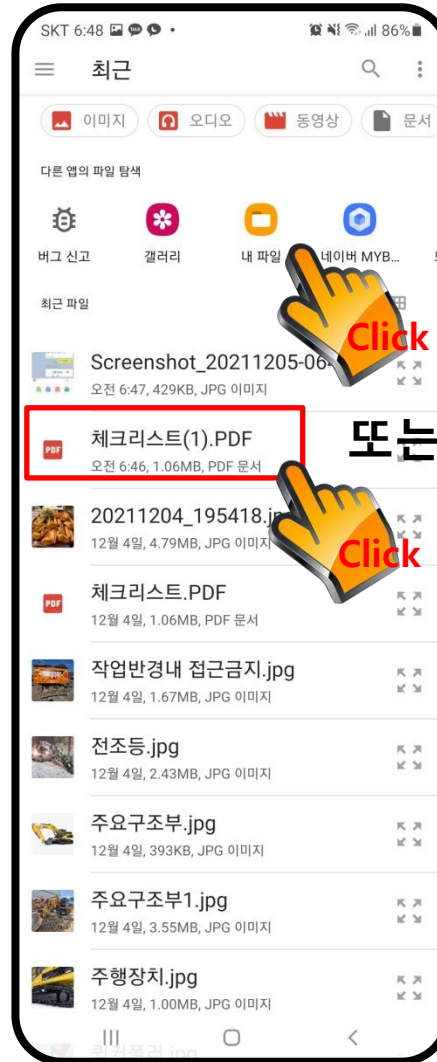 SKT 6:48
86%
최근
이미지 오디오 동영상 문서
다른 앱의 파일 탐색
버그 신고 갤러리 내 파일 네이버 MYB...
최근 파일
Click
Screenshot_20211205-064
오전 6:47, 429KB, JPG 이미지
체크리스트(1).PDF
또는
오전 6:46, 1.06MB, PDF 문서
20211204_195418.jp
12월 4일, 4.79MB, JPG 이미지
Click
체크리스트.PDF
12월 4일, 1.06MB, PDF 문서
작업반경내 접근금지.jpg
12월 4일, 1.67MB, JPG 이미지
전조등.jpg
12월 4일, 2.43MB, JPG 이미지
주요구조부.jpg
12월 4일, 393KB, JPG 이미지
주요구조부1.jpg
12월 4일, 3.55MB, JPG 이미지
주행장치.jpg
12월 4일, 1.00MB, JPG 이미지
퀵커플러.jpg